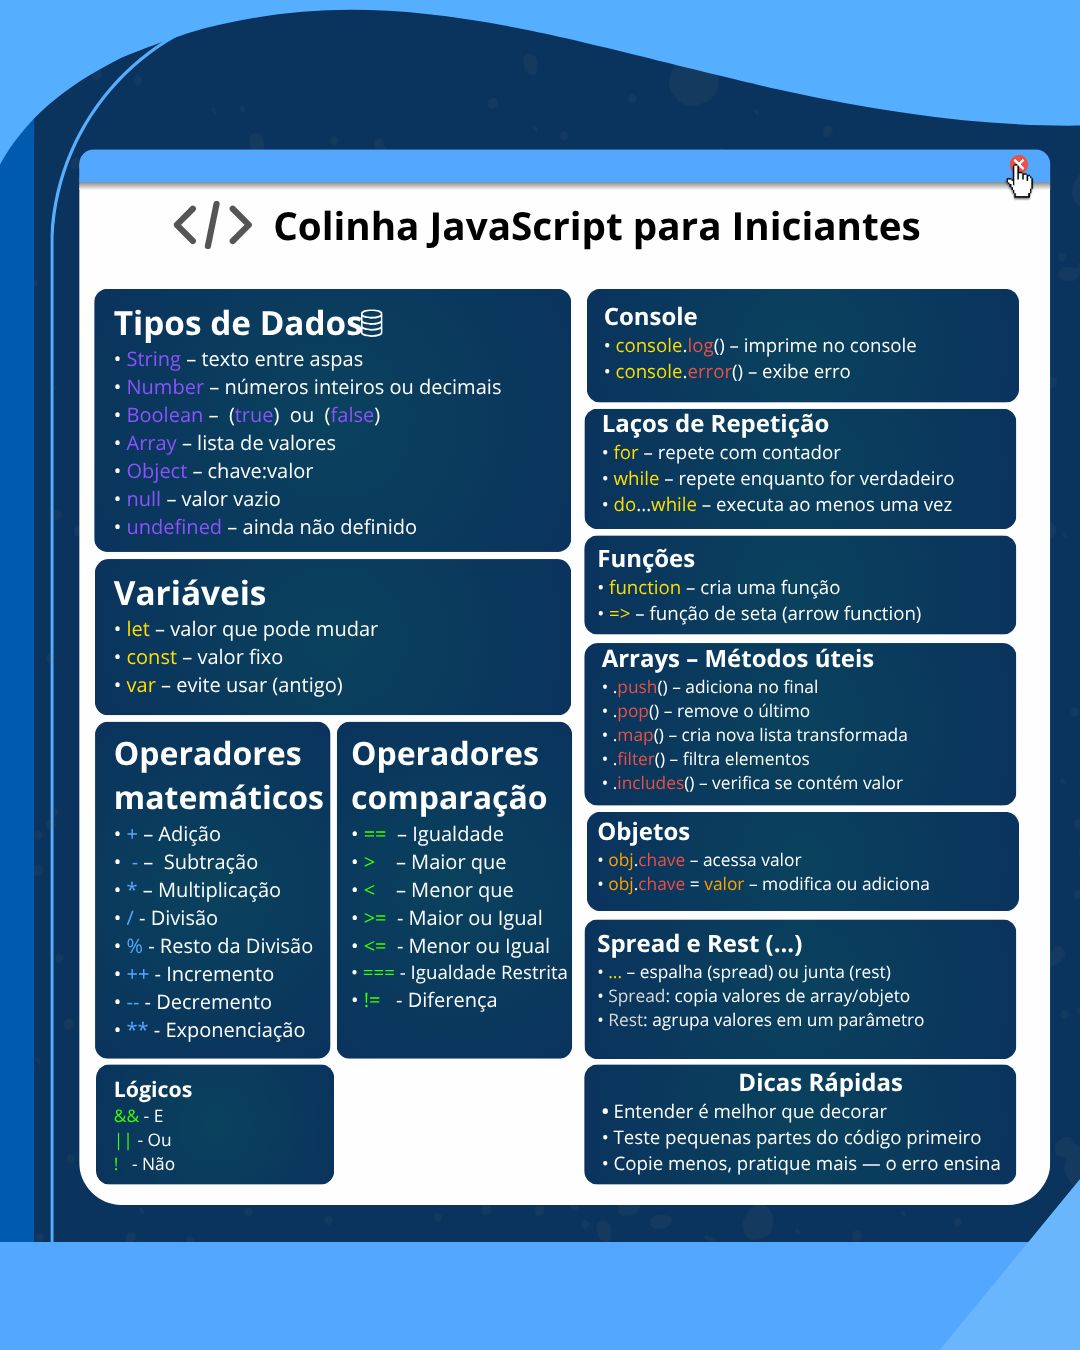 </> Colinha JavaScript para Iniciantes
Tipos de Dados
• String – texto entre aspas
• Number – números inteiros ou decimais
• Boolean – (true) ou (false)
• Array – lista de valores
• Object – chave:valor
• null – valor vazio
• undefined – ainda não definido
Variáveis
• let – valor que pode mudar
• const – valor fixo
• var – evite usar (antigo)
Operadores
matemáticos
• + – Adição
• - – Subtração
• * – Multiplicação
• / - Divisão
• % - Resto da Divisão
• ++ - Incremento
• -- - Decremento
• ** - Exponenciação
Operadores
comparação
• == – Igualdade
• > – Maior que
• < – Menor que
• >= - Maior ou Igual
• <= - Menor ou Igual
• === - Igualdade Restrita
• != - Diferença
Lógicos
&& - E
|| - Ou
! - Não
Console
• console.log() – imprime no console
• console.error() – exibe erro
Laços de Repetição
• for – repete com contador
• while – repete enquanto for verdadeiro
• do...while – executa ao menos uma vez
Funções
• function – cria uma função
• => – função de seta (arrow function)
Arrays – Métodos úteis
• .push() – adiciona no final
• .pop() – remove o último
• .map() – cria nova lista transformada
• .filter() – filtra elementos
• .includes() – verifica se contém valor
Objetos
• obj.chave – acessa valor
• obj.chave = valor – modifica ou adiciona
Spread e Rest (...)
• ... – espalha (spread) ou junta (rest)
• Spread: copia valores de array/objeto
• Rest: agrupa valores em um parâmetro
Dicas Rápidas
• Entender é melhor que decorar
• Teste pequenas partes do código primeiro
• Copie menos, pratique mais — o erro ensina